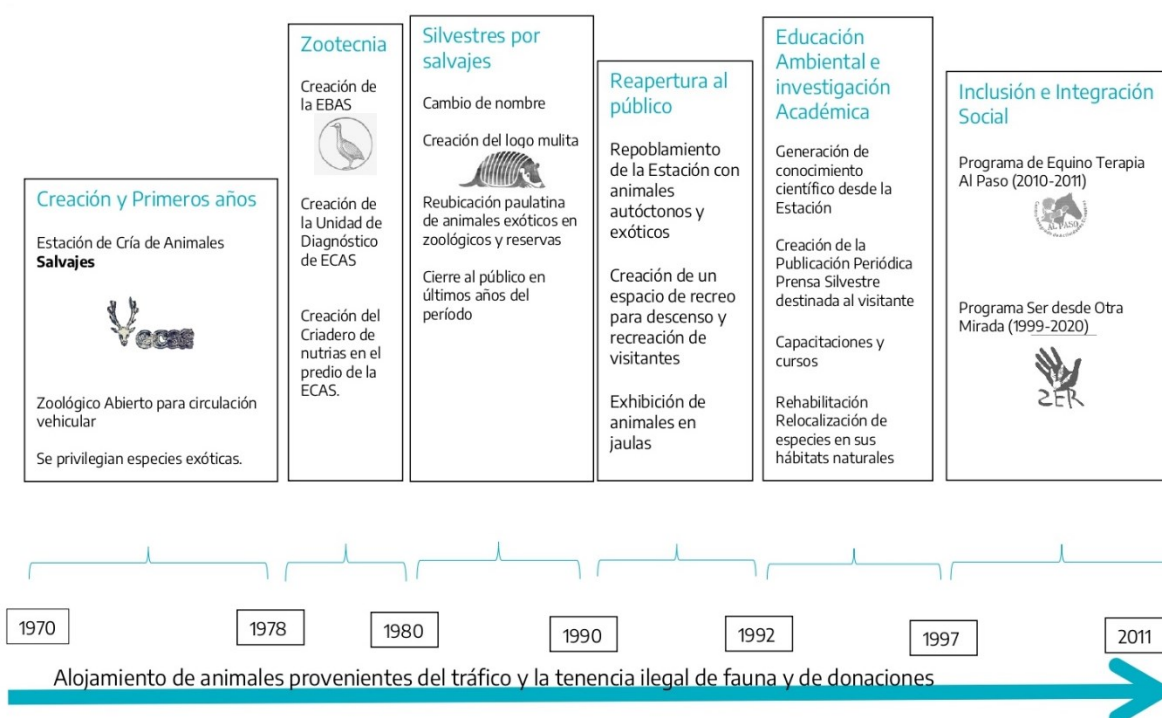 Creación y Primeros años
Estación de Cría de Animales
Salvajes
Zoológico Abierto para circulación
vehicular
Se privilegian especies exóticas.
Zootecnia
Creación de
la EBAS
Creación de
la Unidad de
Diagnóstico
de ECAS
Creación del
Criadero de
nutrias en el
predio de la
ECAS.
Silvestres por
salvajes
Cambio de nombre
Creación del logo mulita
Reubicación paulatina
de animales exóticos en
zoológicos y reservas
Cierre al público en
últimos años del
período
Reapertura al
público
Repoblamiento
de la Estación con
animales
autóctonos y
exóticos
Creación de un
espacio de recreo
para descenso y
recreación de
visitantes
Exhibición de
animales en
jaulas
Educación
Ambiental e
investigación
Académica
Generación de
conocimiento
científico desde la
Estación
Creación de la
Publicación Periódica
Prensa Silvestre
destinada al visitante
Capacitaciones y
cursos
Rehabilitación
Relocalización de
especies en sus
hábitats naturales
Inclusión e Integración
Social
Programa de Equino Terapia
Al Paso (2010-2011)
AL PASO
Programa Ser desde Otra
Mirada (1999-2020)
SER
1970
1978
1980
1990
1992
1997
2011
Alojamiento de animales provenientes del tráfico y la tenencia ilegal de fauna y de donaciones